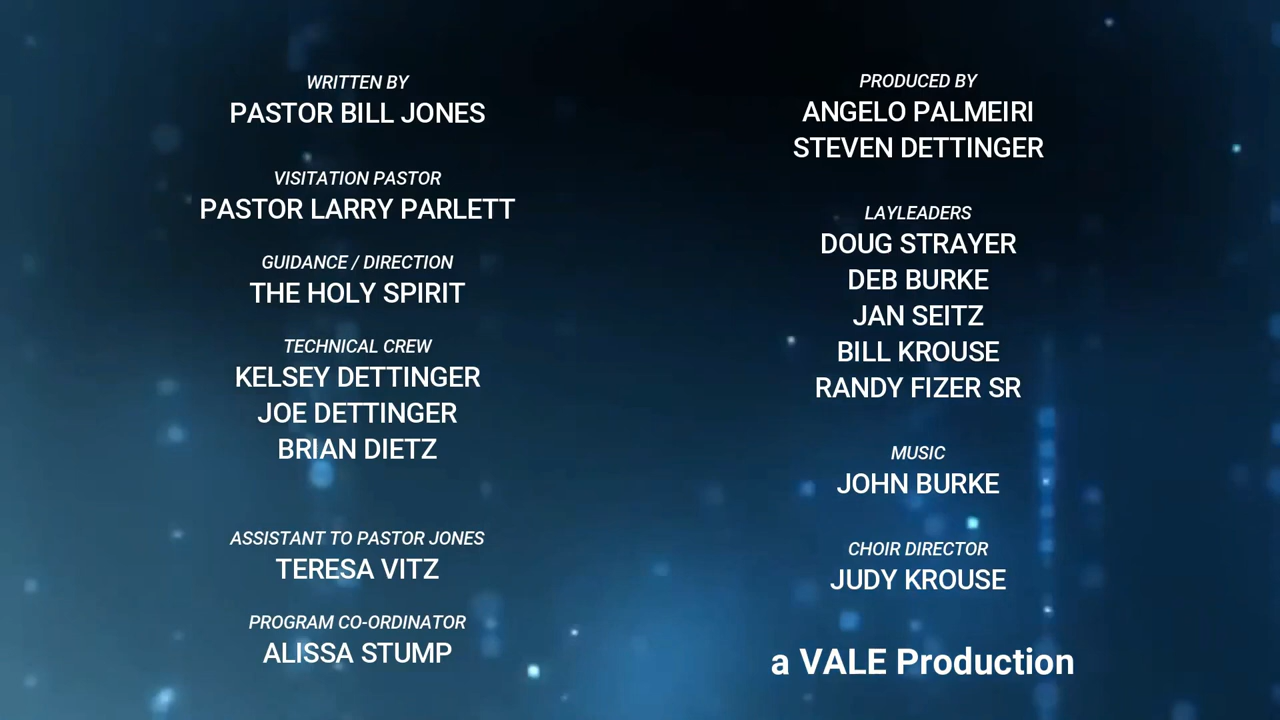 WRITTEN BY
PASTOR BILL JONES
VISITATION PASTOR
PASTOR LARRY PARLETT
GUIDANCE / DIRECTION
THE HOLY SPIRIT
TECHNICAL CREW
KELSEY DETTINGER
JOE DETTINGER
BRIAN DIETZ
ASSISTANT TO PASTOR JONES
TERESA VITZ
PROGRAM CO-ORDINATOR
ALISSA STUMP
PRODUCED BY
ANGELO PALMEIRI
STEVEN DETTINGER
LAYLEADERS
DOUG STRAYER
DEB BURKE
JAN SEITZ
BILL KROUSE
RANDY FIZER SR
MUSIC
JOHN BURKE
CHOIR DIRECTOR
JUDY KROUSE
a VALE Production